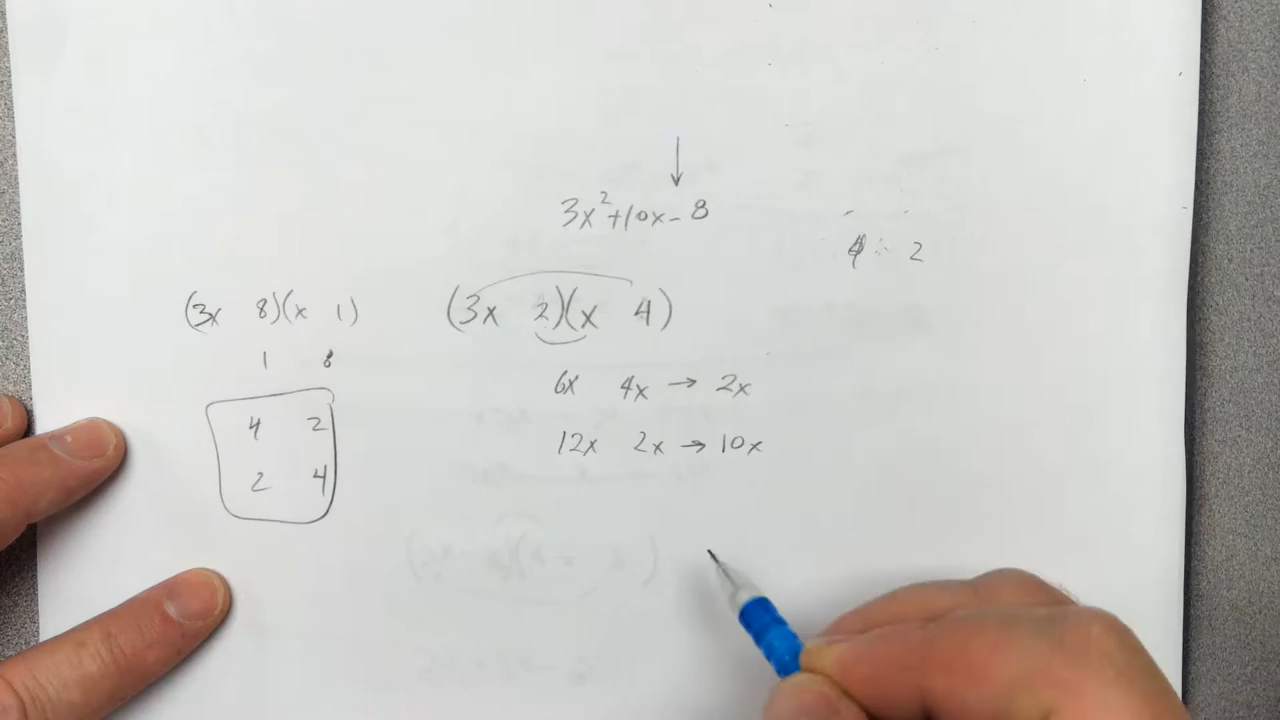 3x²+10x-8
4 2
(3x 8)(x 1)
(3x 2)(x 4)
1 8
6x 4x → 2x
4 2
12x 2x → 10x
2 4